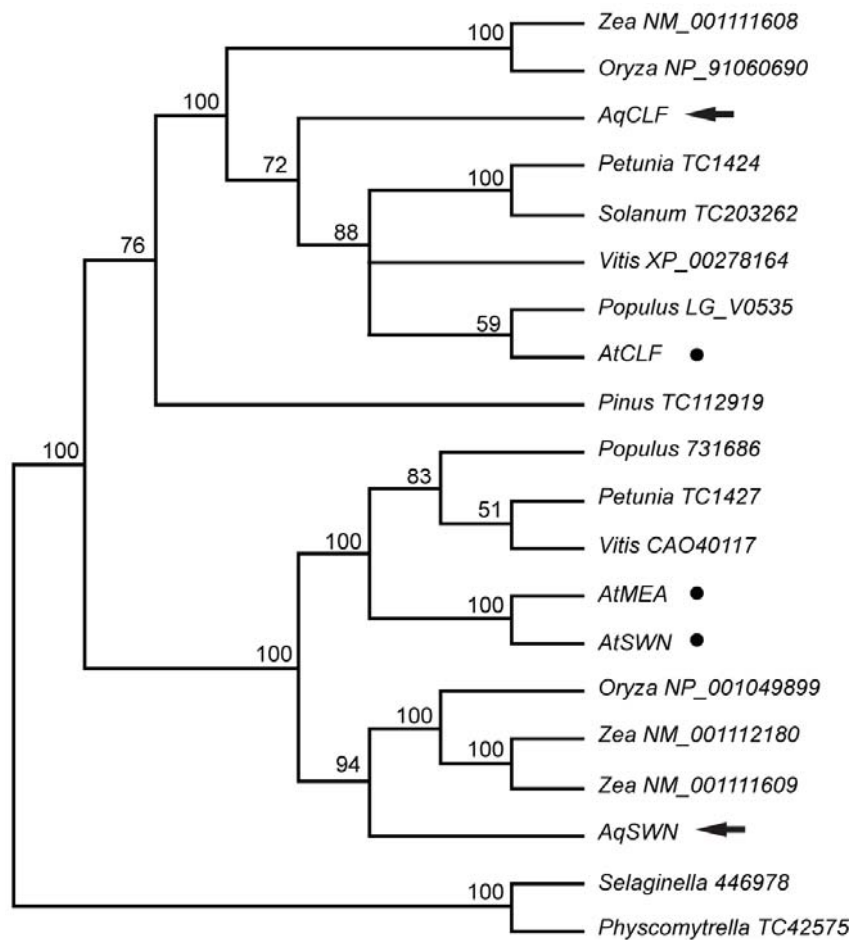 Zea NM_001111608
100
Oryza NP_91060690
100
AqCLF
72
Petunia TC1424
100
Solanum TC203262
88
76
Vitis XP_00278164
Populus LG_V0535
59
AtCLF
Pinus TC112919
100
Populus 731686
83
Petunia TC1427
51
Vitis CAO40117
100
AtMEA
100
AtSWN
100
Oryza NP_001049899
100
Zea NM_001112180
100
94
Zea NM_001111609
AqSWN
Selaginella 446978
100
Physcomytrella TC42575